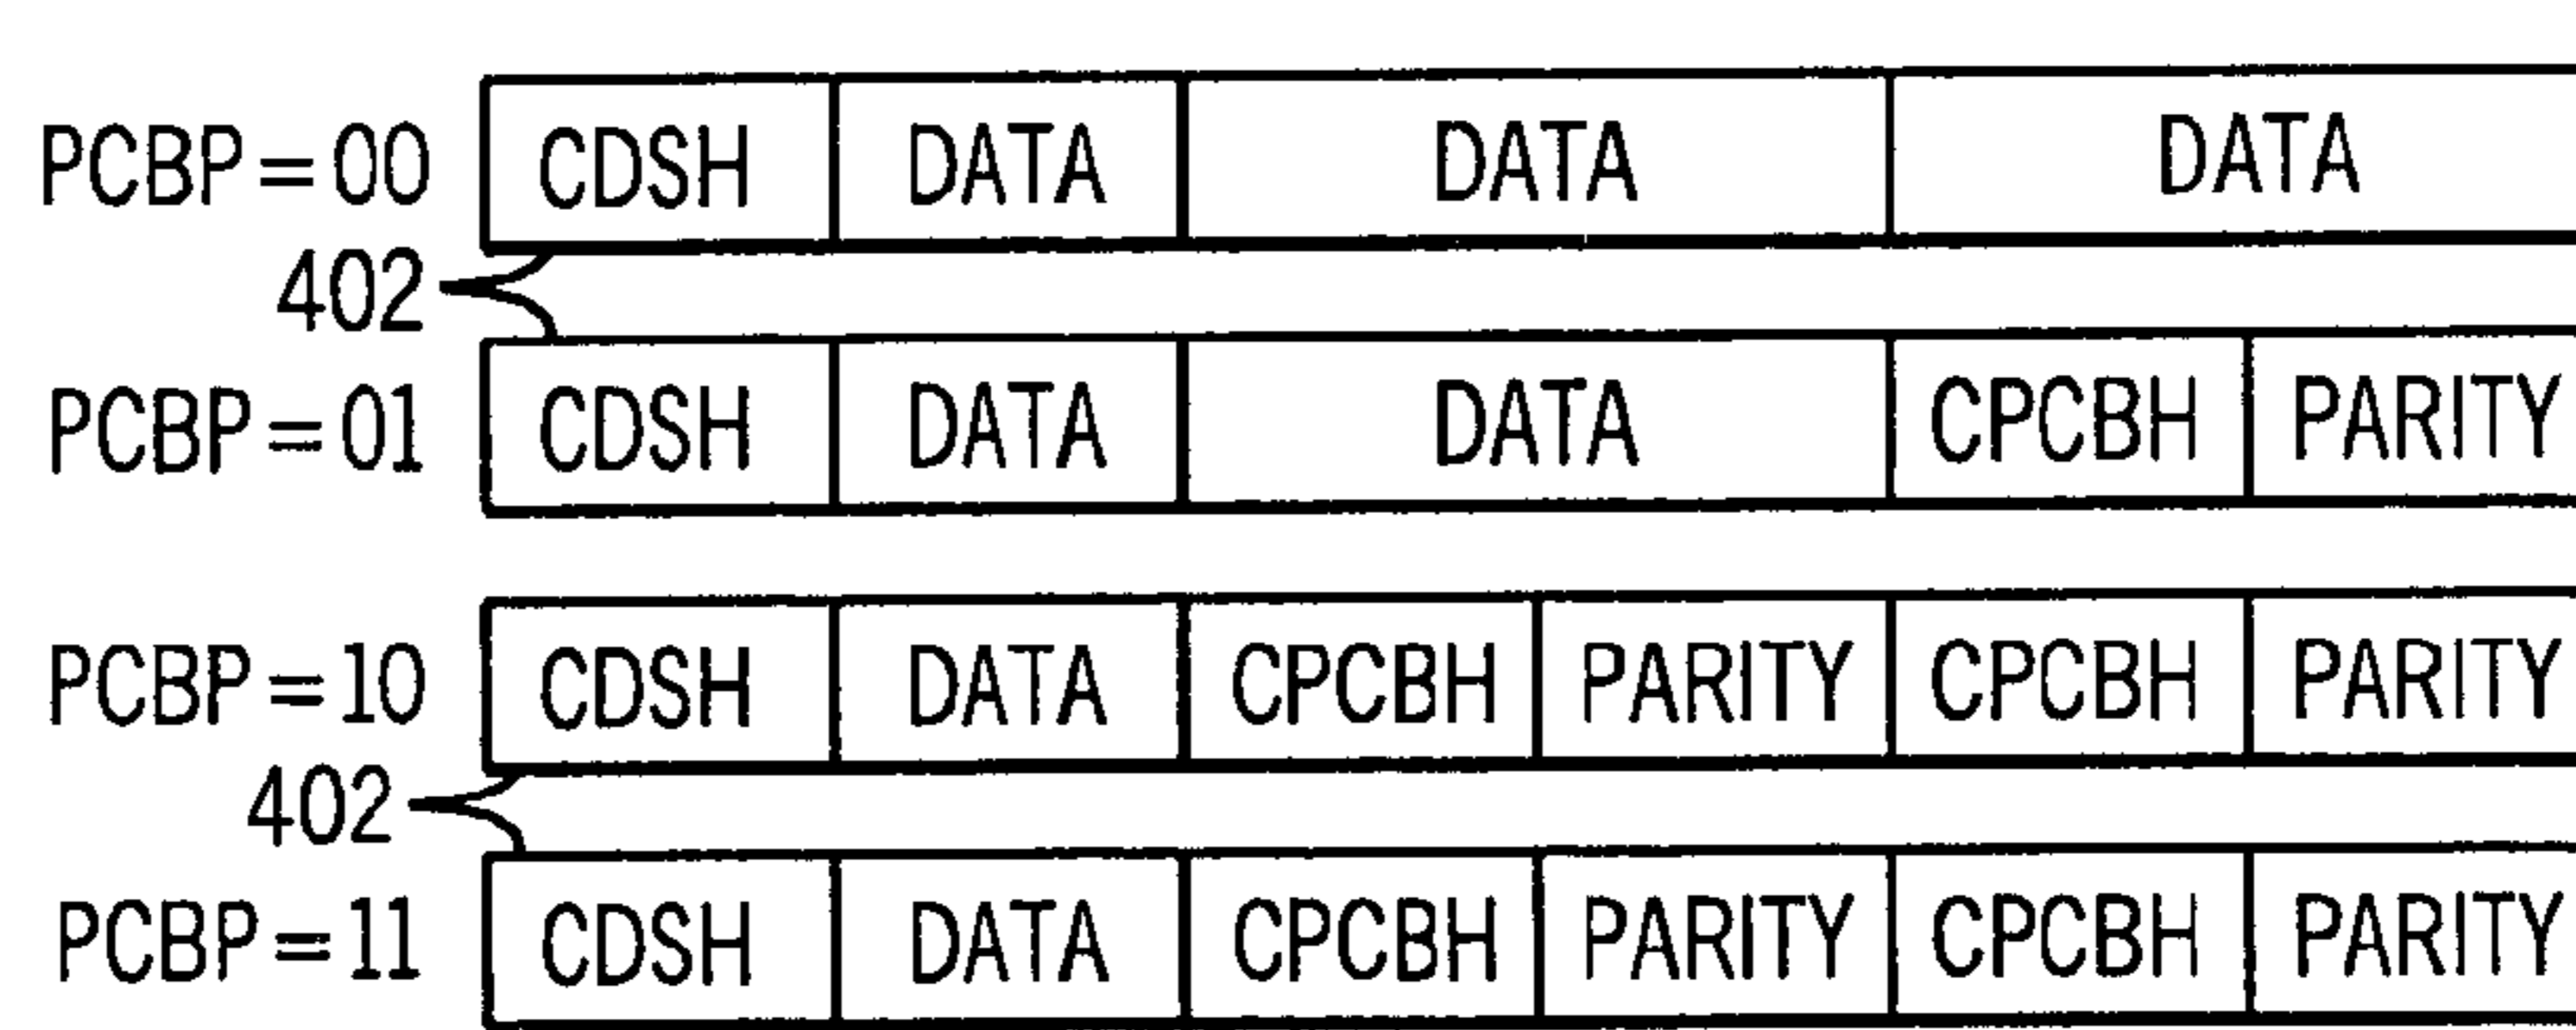 PCBP=00 CDSH DATA DATA DATA
402
PCBP=01 CDSH DATA DATA CPCBH PARITY
PCBP=10 CDSH DATA CPCBH PARITY CPCBH PARITY
402
PCBP=11 CDSH DATA CPCBH PARITY CPCBH PARITY